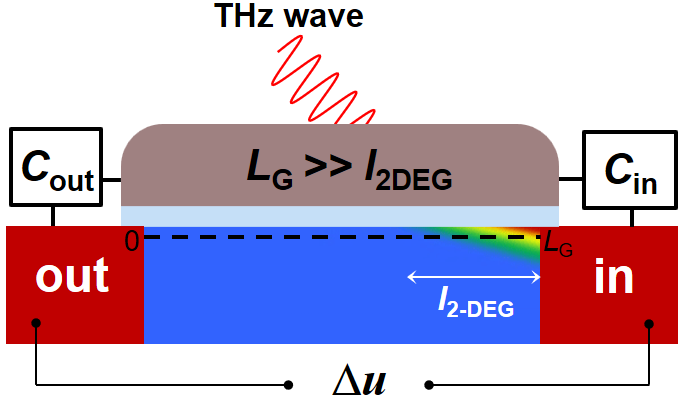 THz wave
L_G >> l_2DEG
C_out
C_in
0
L_G
out
in
l_2-DEG
Δu